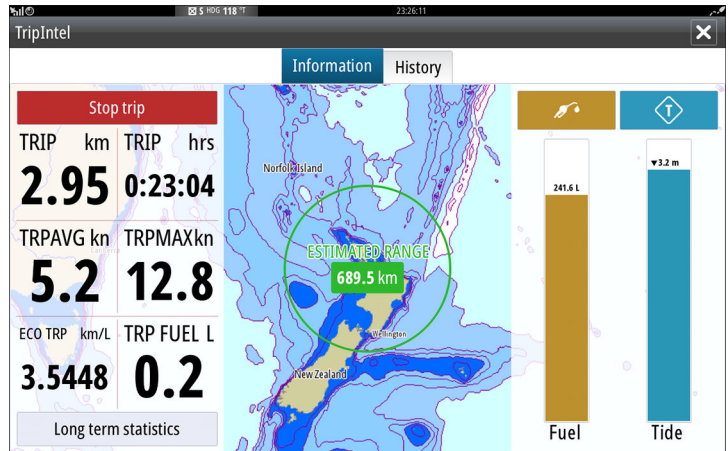 S HDG 118 °T
23:26:11
TripIntel
Information
History
Stop trip
TRIP km
2.95
TRIP hrs
0:23:04
TRPAVG kn
5.2
TRPMAX kn
12.8
ECO TRP km/L
3.5448
TRP FUEL L
0.2
Long term statistics
Norfolk Island
ESTIMATED RANGE
689.5 km
Wellington
New Zealand
T
241.6 L
▼3.2 m
Fuel
Tide